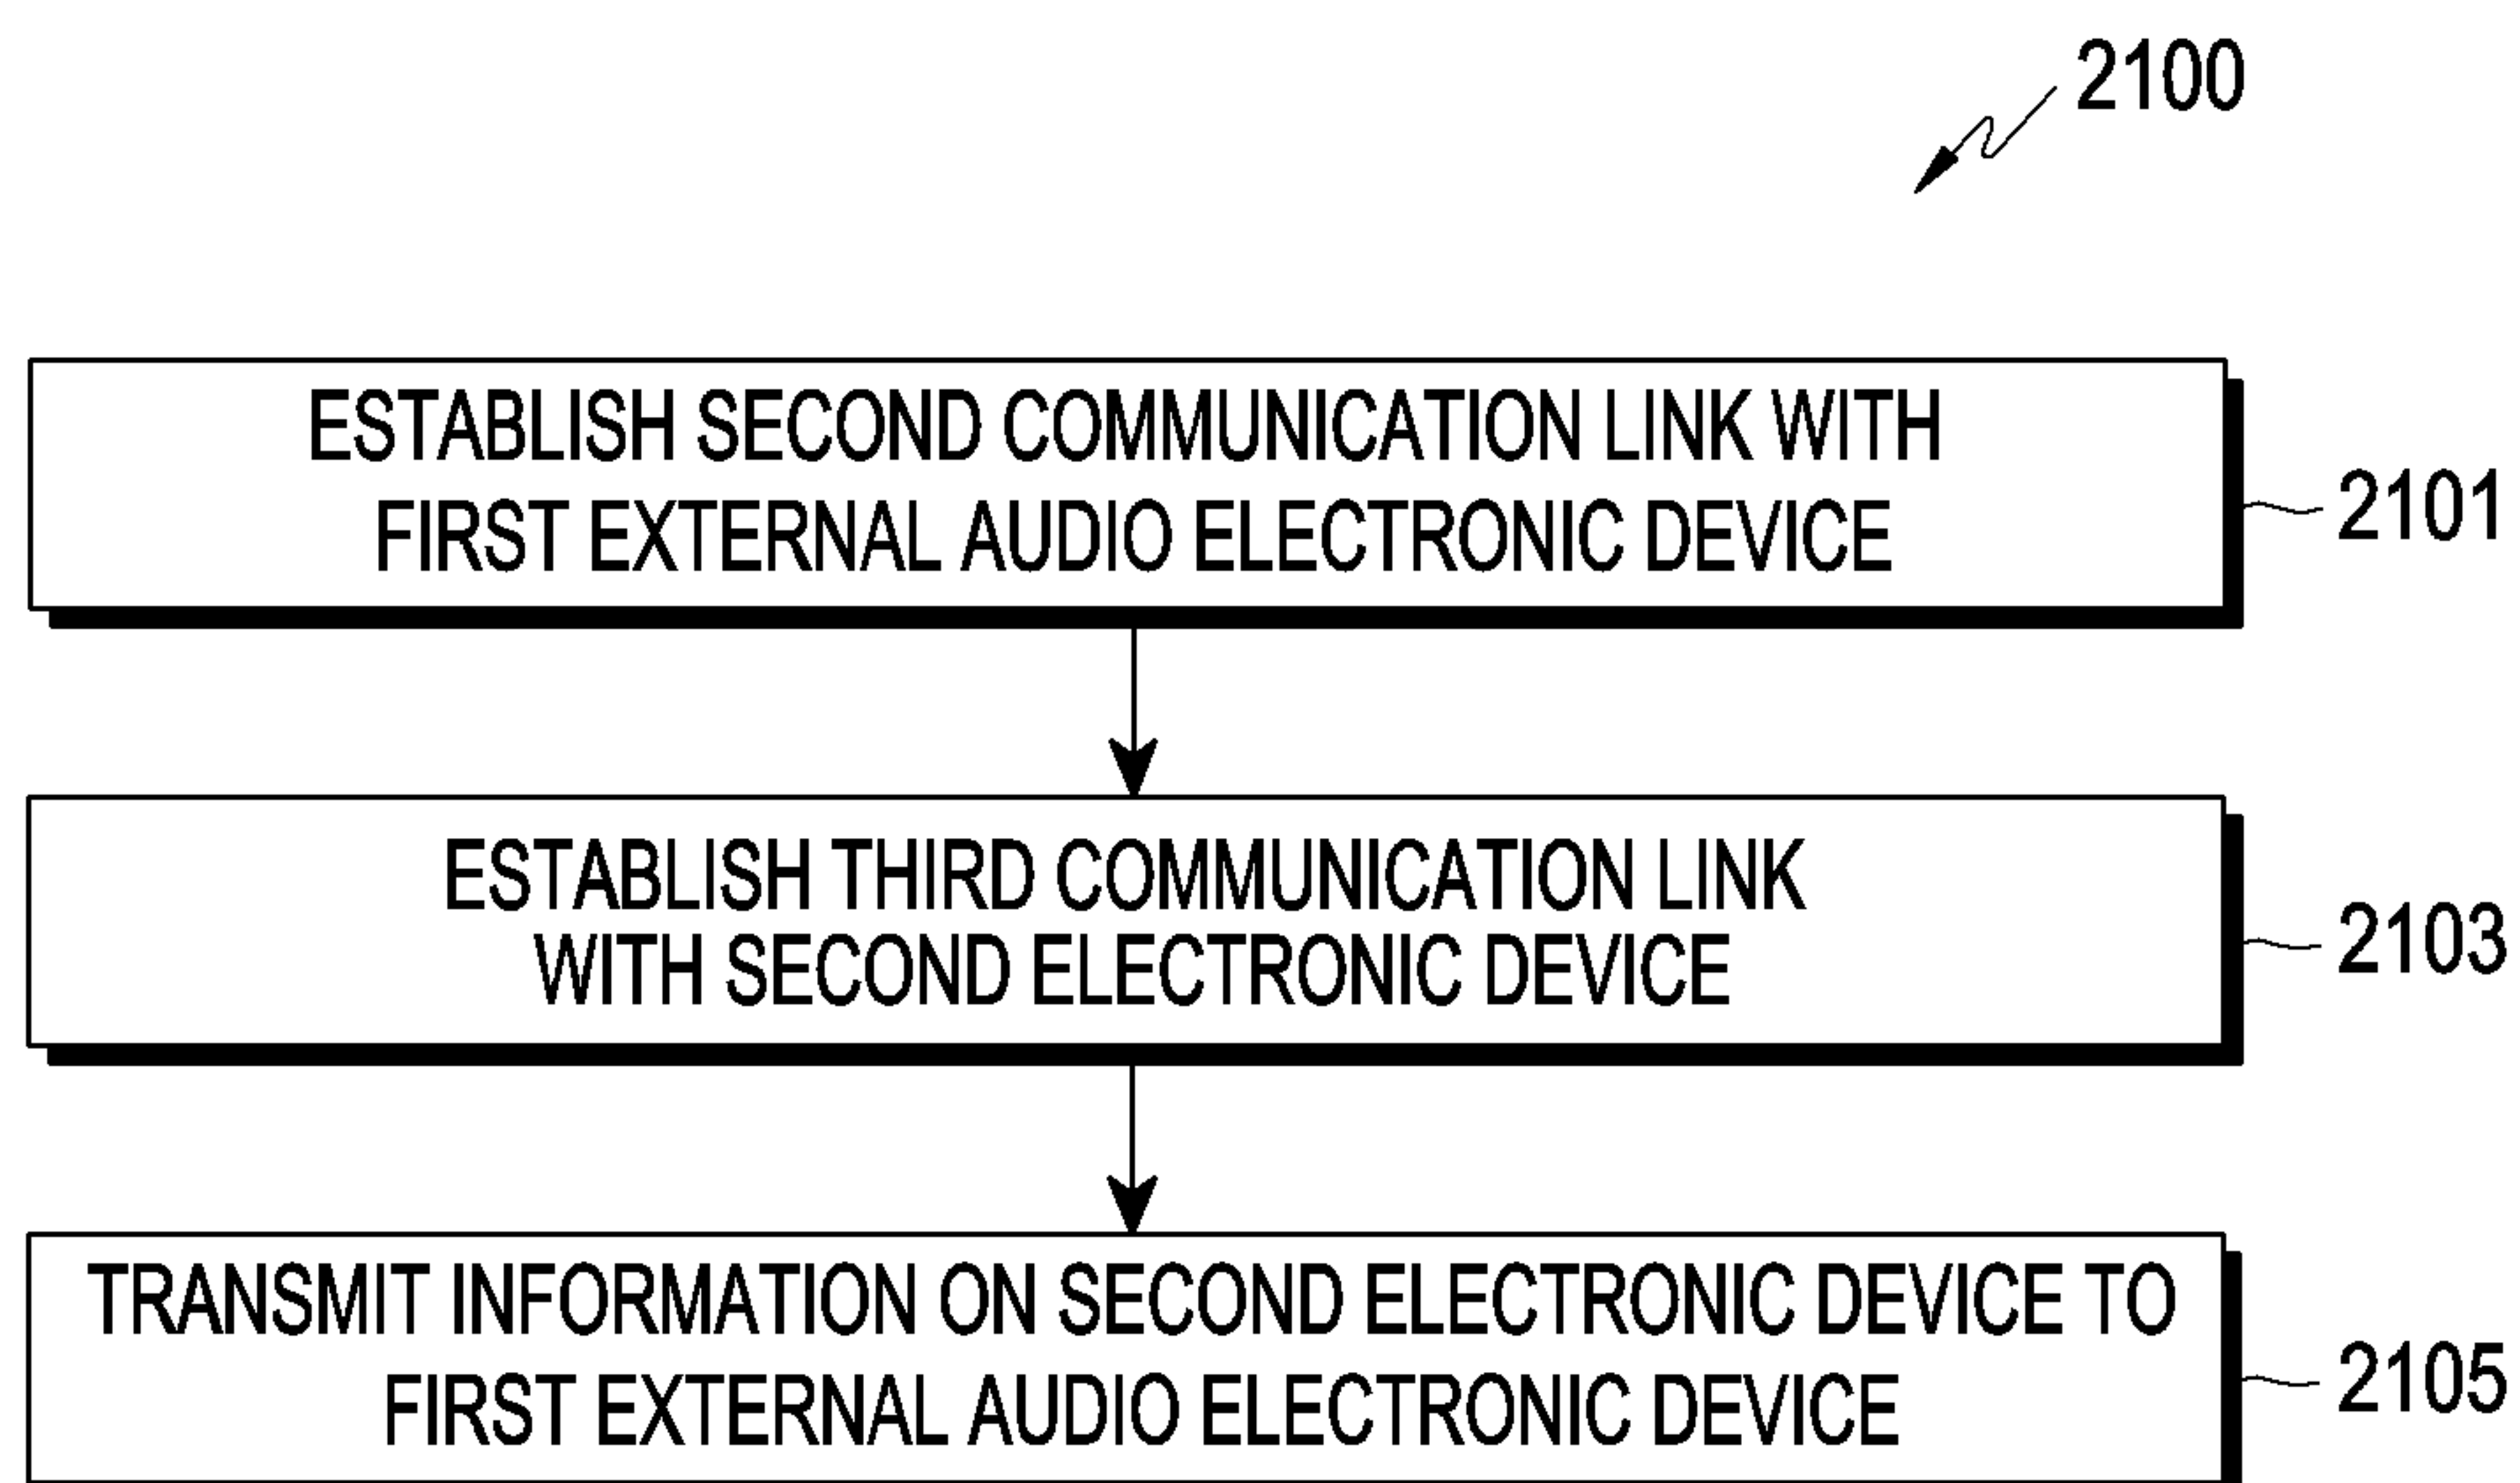 2100
ESTABLISH SECOND COMMUNICATION LINK WITH
FIRST EXTERNAL AUDIO ELECTRONIC DEVICE
2101
ESTABLISH THIRD COMMUNICATION LINK
WITH SECOND ELECTRONIC DEVICE
2103
TRANSMIT INFORMATION ON SECOND ELECTRONIC DEVICE TO
FIRST EXTERNAL AUDIO ELECTRONIC DEVICE
2105